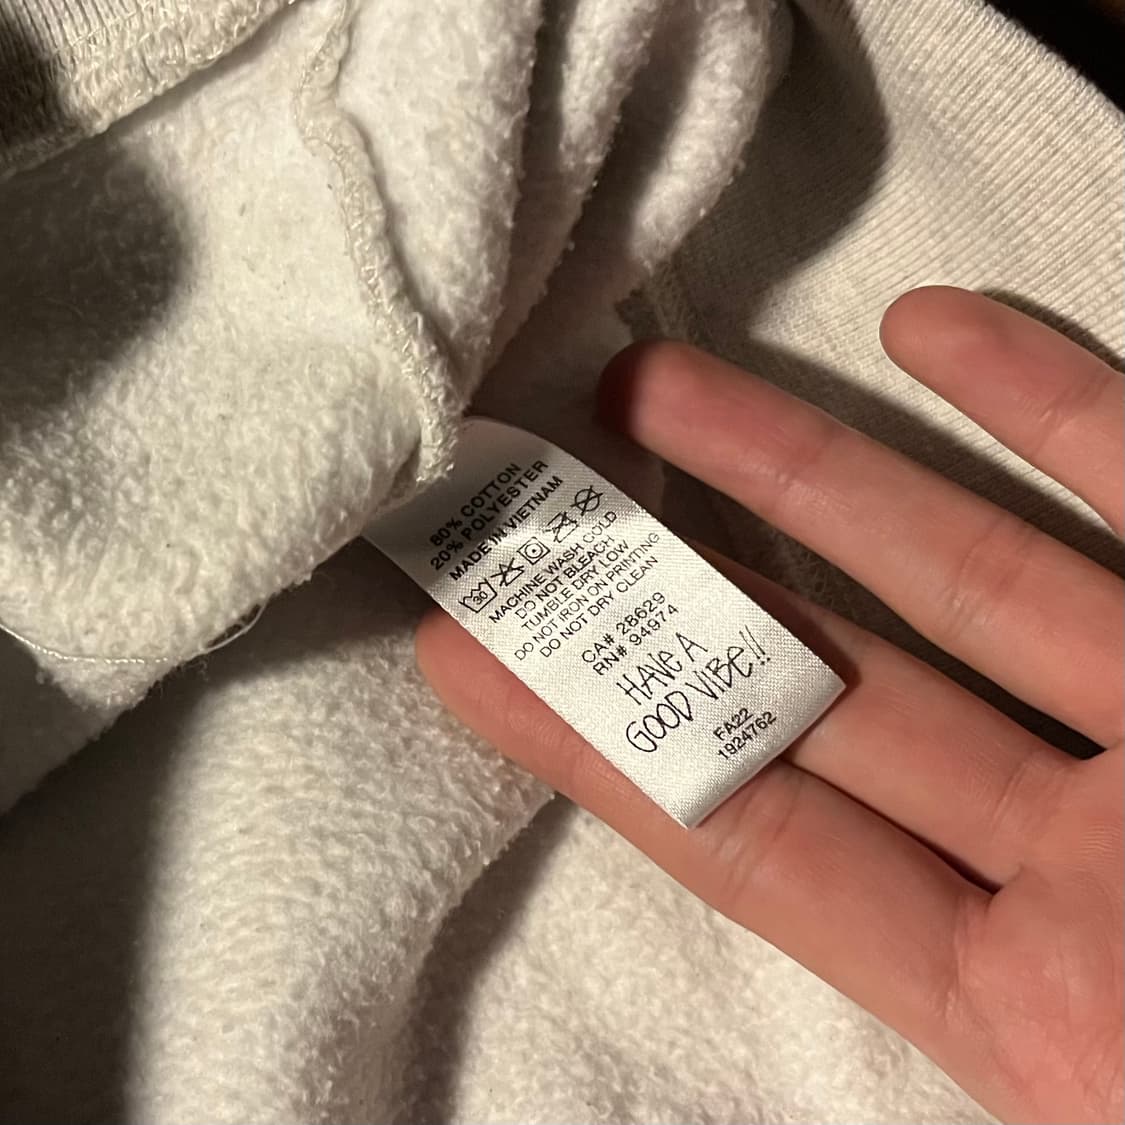 80% COTTON
20% POLYESTER
MADE IN VIETNAM
30
MACHINE WASH COLD
DO NOT BLEACH
TUMBLE DRY LOW
DO NOT IRON ON PRINTING
DO NOT DRY CLEAN
CA# 28629
RN# 94974
HAVE A
GOOD VIBE!!
FA22
1924762